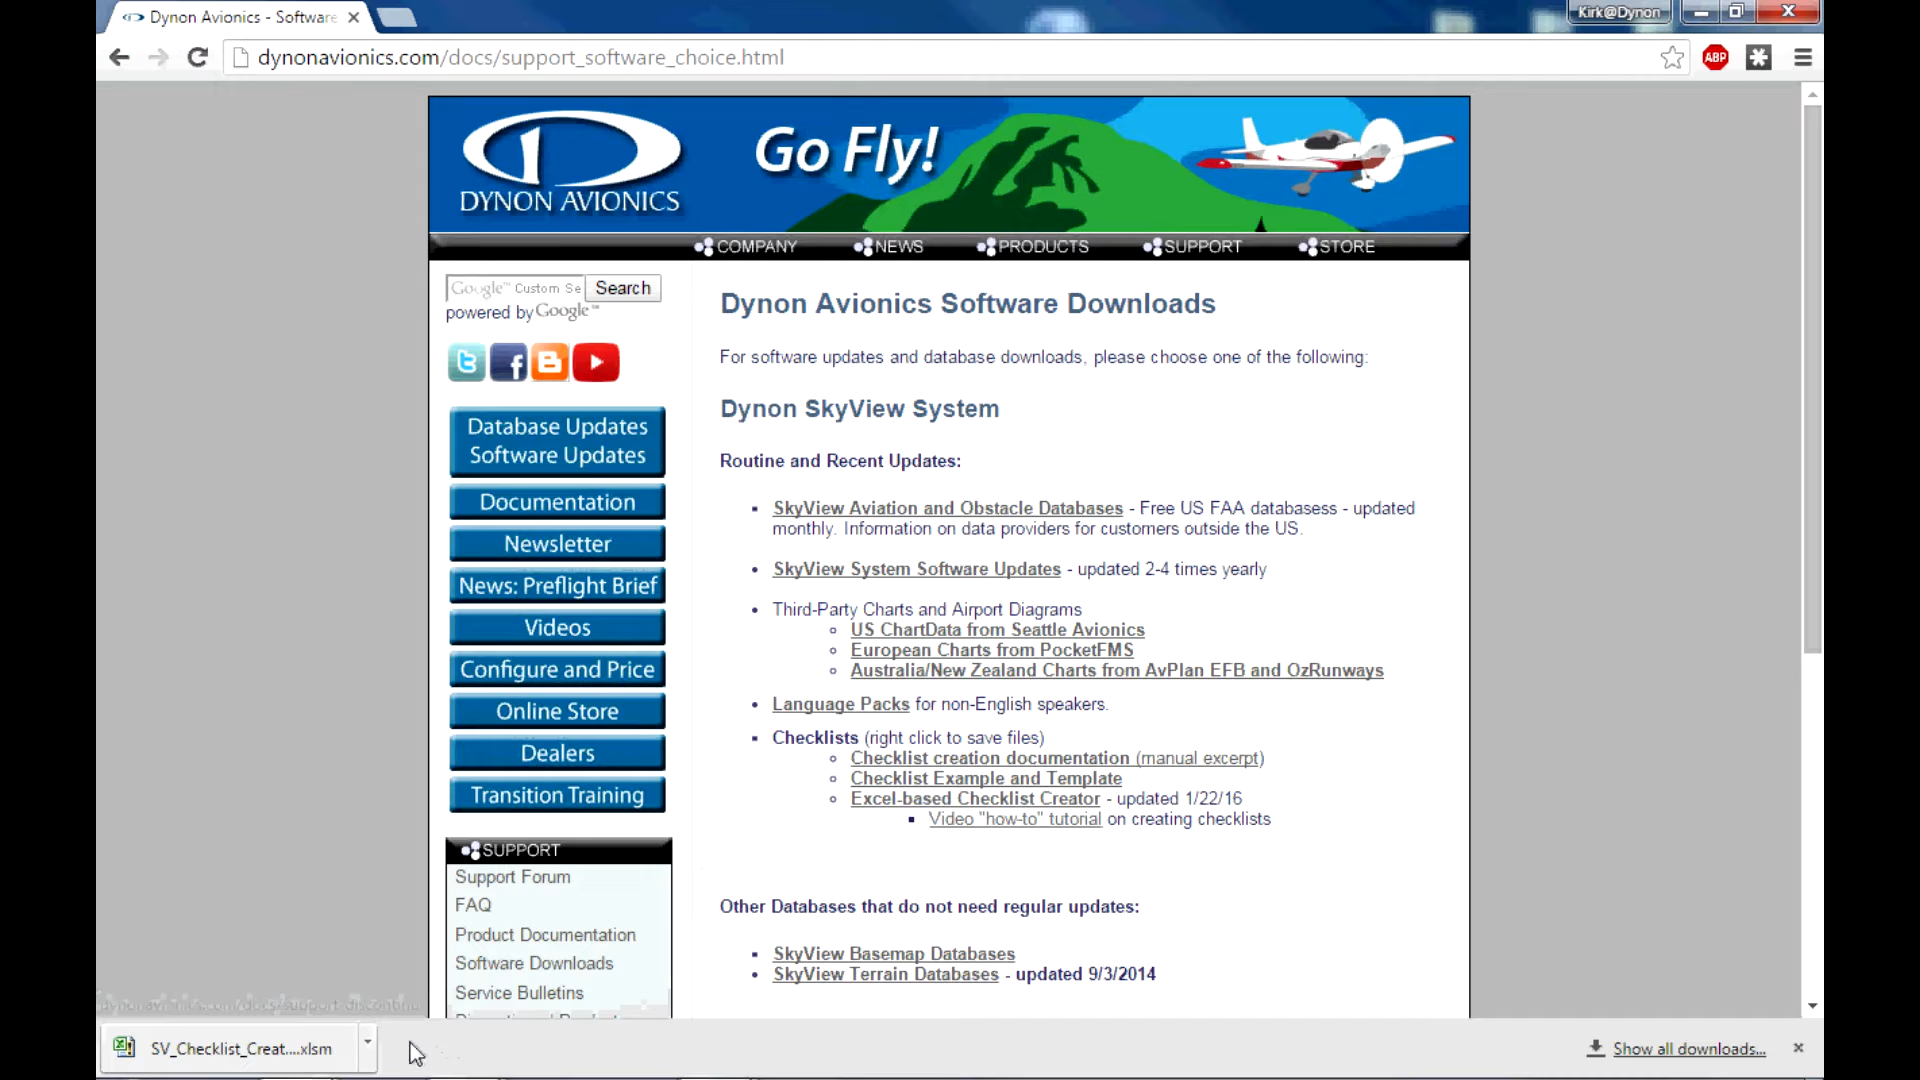 Dynon Avionics - Software
Kirk@Dynon
dynonavionics.com/docs/support_software_choice.html
ABP
DYNON AVIONICS
Go Fly!
COMPANY NEWS PRODUCTS SUPPORT STORE
Google™ Custom Se Search
powered by Google™
Database Updates
Software Updates
Documentation
Newsletter
News: Preflight Brief
Videos
Configure and Price
Online Store
Dealers
Transition Training
SUPPORT
Support Forum
FAQ
Product Documentation
Software Downloads
Service Bulletins
Dynon Avionics Software Downloads
For software updates and database downloads, please choose one of the following:
Dynon SkyView System
Routine and Recent Updates:
SkyView Aviation and Obstacle Databases - Free US FAA databasess - updated
monthly. Information on data providers for customers outside the US.
SkyView System Software Updates - updated 2-4 times yearly
Third-Party Charts and Airport Diagrams
US ChartData from Seattle Avionics
European Charts from PocketFMS
Australia/New Zealand Charts from AvPlan EFB and OzRunways
Language Packs for non-English speakers.
Checklists (right click to save files)
Checklist creation documentation (manual excerpt)
Checklist Example and Template
Excel-based Checklist Creator - updated 1/22/16
Video "how-to" tutorial on creating checklists
Other Databases that do not need regular updates:
SkyView Basemap Databases
SkyView Terrain Databases - updated 9/3/2014
SV_Checklist_Creat....xlsm
Show all downloads...